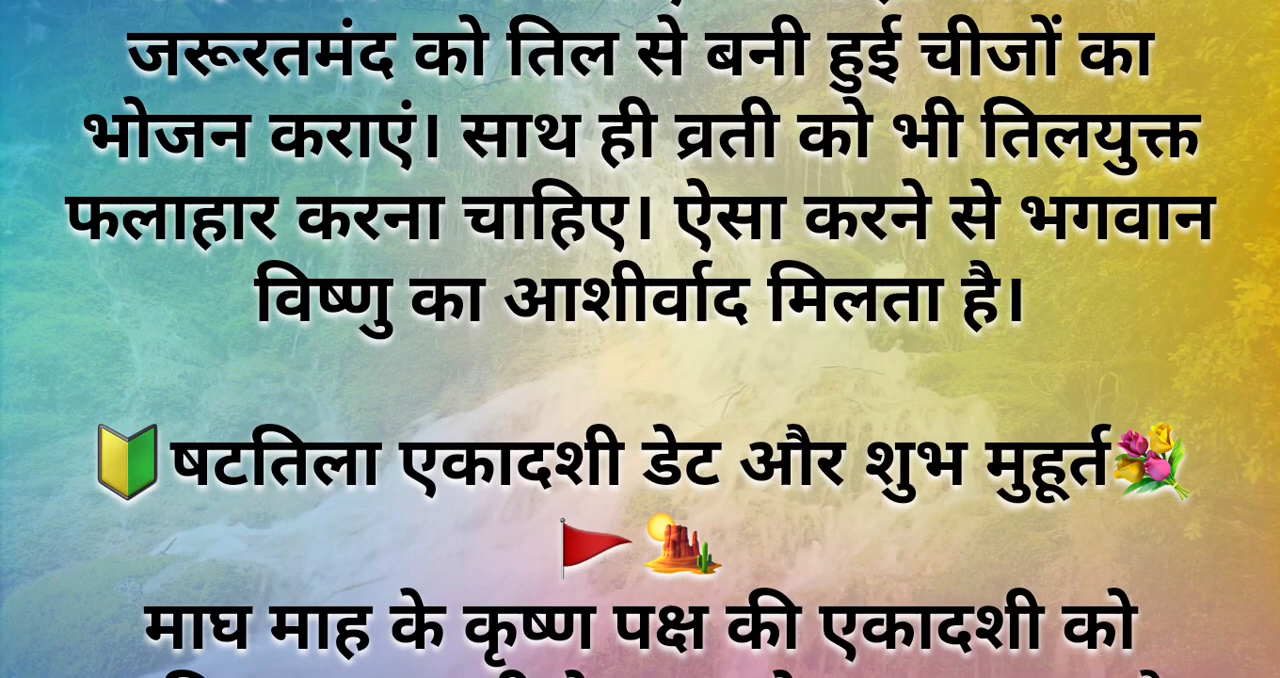 जरूरतमंद को तिल से बनी हुई चीजों का
भोजन कराएं। साथ ही व्रती को भी तिलयुक्त
फलाहार करना चाहिए। ऐसा करने से भगवान
विष्णु का आशीर्वाद मिलता है।
🔰षटतिला एकादशी डेट और शुभ मुहूर्त💐
🚩🏜️
माघ माह के कृष्ण पक्ष की एकादशी को